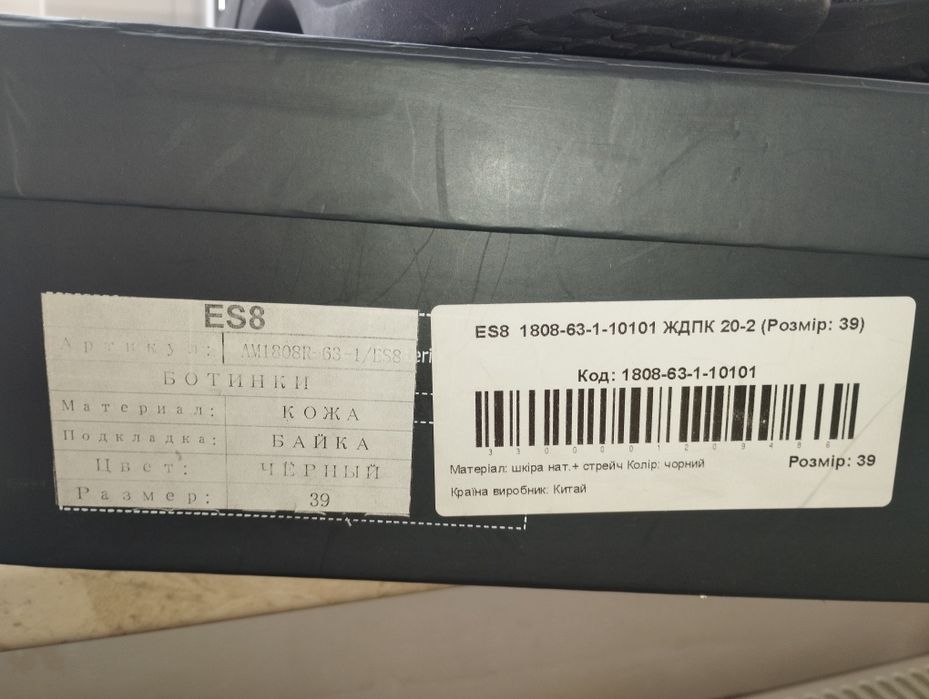 ES8
Артикул: AM1808R-63-1/ES8
БОТИНКИ
Материал: КОЖА
Подкладка: БАЙКА
Цвет: ЧЁРНЫЙ
Размер: 39
ES8 1808-63-1-10101 ЖДПК 20-2 (Розмір: 39)
Код: 1808-63-1-10101
Матеріал: шкіра нат.+ стрейч Колір: чорний
Розмір: 39
Країна виробник: Китай